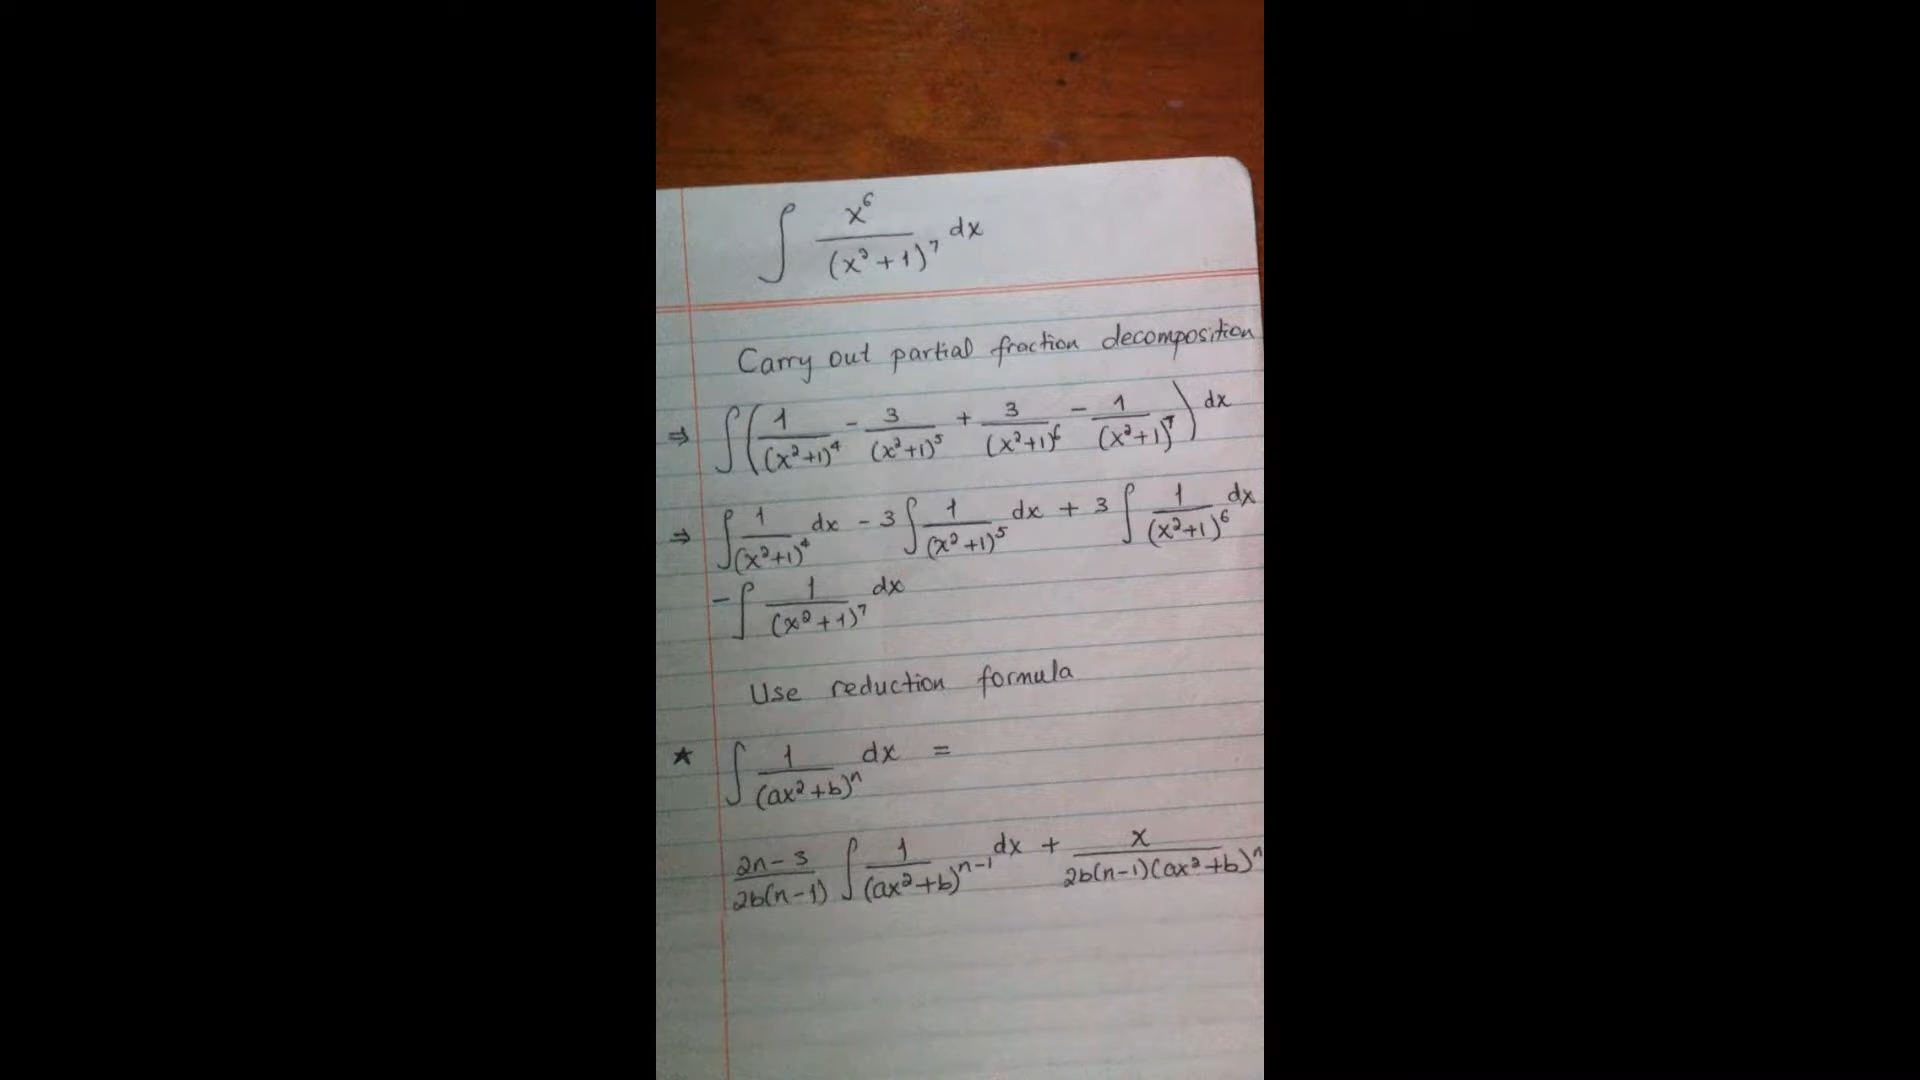 ∫ x⁶/(x²+1)⁷ dx
Carry out partial fraction decomposition
⇒ ∫(1/(x²+1)⁴ - 3/(x²+1)⁵ + 3/(x²+1)⁶ - 1/(x²+1)⁷) dx
⇒ ∫ 1/(x²+1)⁴ dx - 3∫ 1/(x²+1)⁵ dx + 3∫ 1/(x²+1)⁶ dx
-∫ 1/(x²+1)⁷ dx
Use reduction formula
★ ∫ 1/(ax²+b)ⁿ dx =
(2n-3)/(2b(n-1)) ∫ 1/(ax²+b)ⁿ⁻¹ dx + x/(2b(n-1)(ax²+b)ⁿ